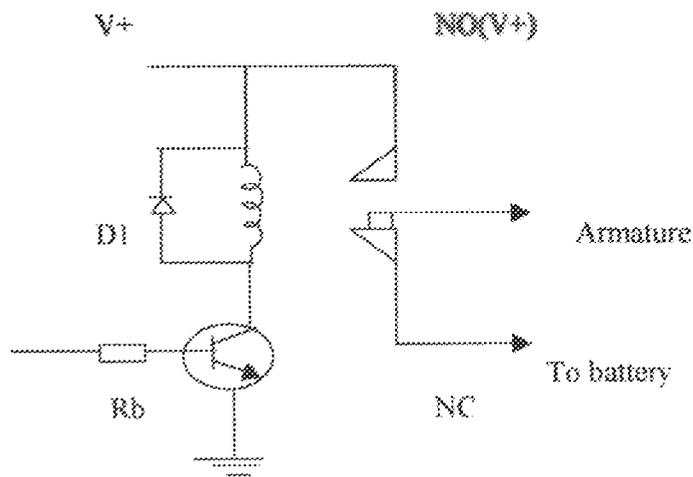 V+
NO(V+)
D1
Armature
To battery
Rb
NC